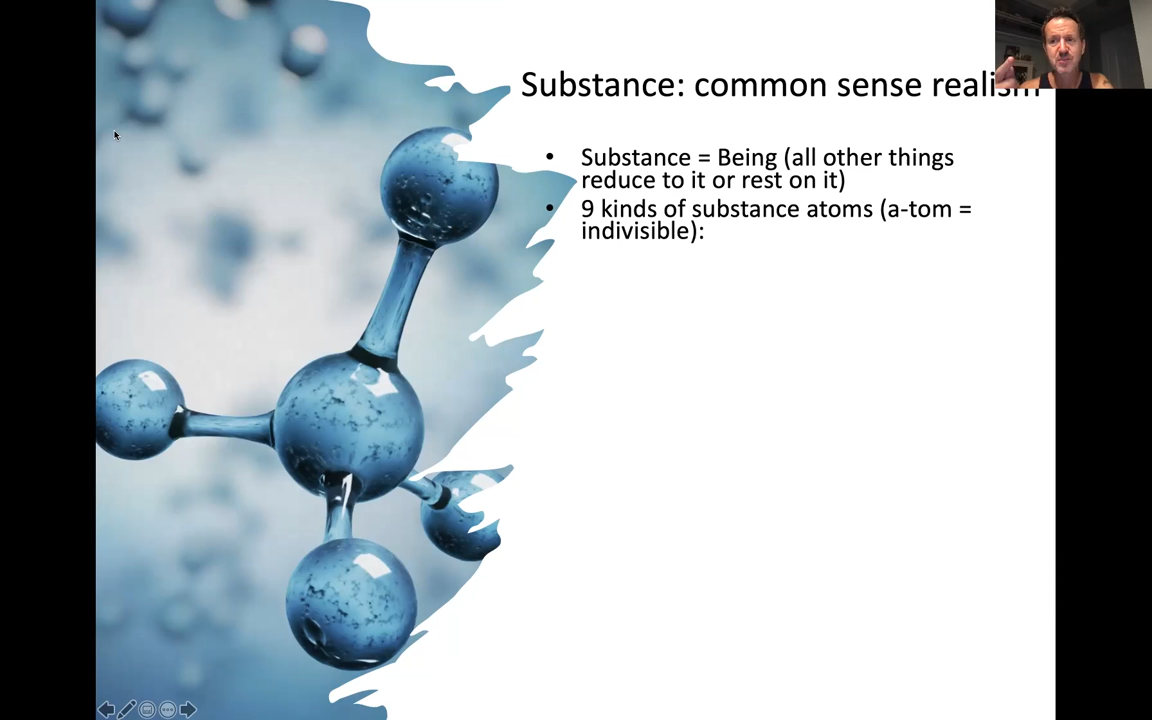 Substance: common sense realism
• Substance = Being (all other things
reduce to it or rest on it)
• 9 kinds of substance atoms (a-tom =
indivisible):